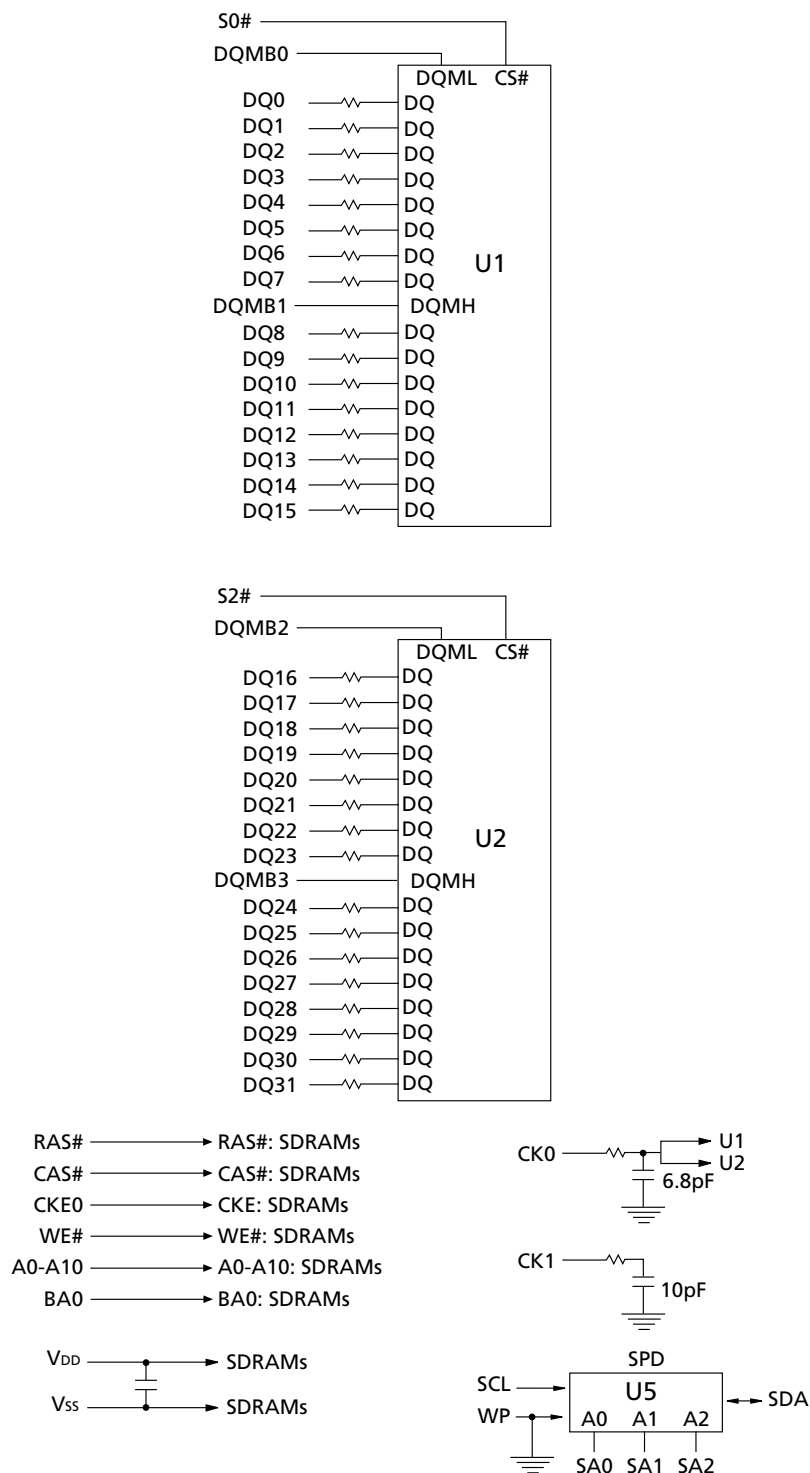 S0#
DQMB0
DQML CS#
DQ0 DQ
DQ1 DQ
DQ2 DQ
DQ3 DQ
DQ4 DQ
DQ5 DQ
DQ6 DQ
U1
DQ7 DQ
DQMB1 DQMH
DQ8 DQ
DQ9 DQ
DQ10 DQ
DQ11 DQ
DQ12 DQ
DQ13 DQ
DQ14 DQ
DQ15 DQ
S2#
DQMB2
DQML CS#
DQ16 DQ
DQ17 DQ
DQ18 DQ
DQ19 DQ
DQ20 DQ
DQ21 DQ
DQ22 DQ
U2
DQ23 DQ
DQMB3 DQMH
DQ24 DQ
DQ25 DQ
DQ26 DQ
DQ27 DQ
DQ28 DQ
DQ29 DQ
DQ30 DQ
DQ31 DQ
RAS# RAS#: SDRAMs
CAS# CAS#: SDRAMs
CKE0 CKE: SDRAMs
WE# WE#: SDRAMs
A0-A10 A0-A10: SDRAMs
BA0 BA0: SDRAMs
VDD SDRAMs
VSS SDRAMs
CK0 U1
U2
6.8pF
CK1
10pF
SPD
SCL U5 SDA
WP A0 A1 A2
SA0 SA1 SA2